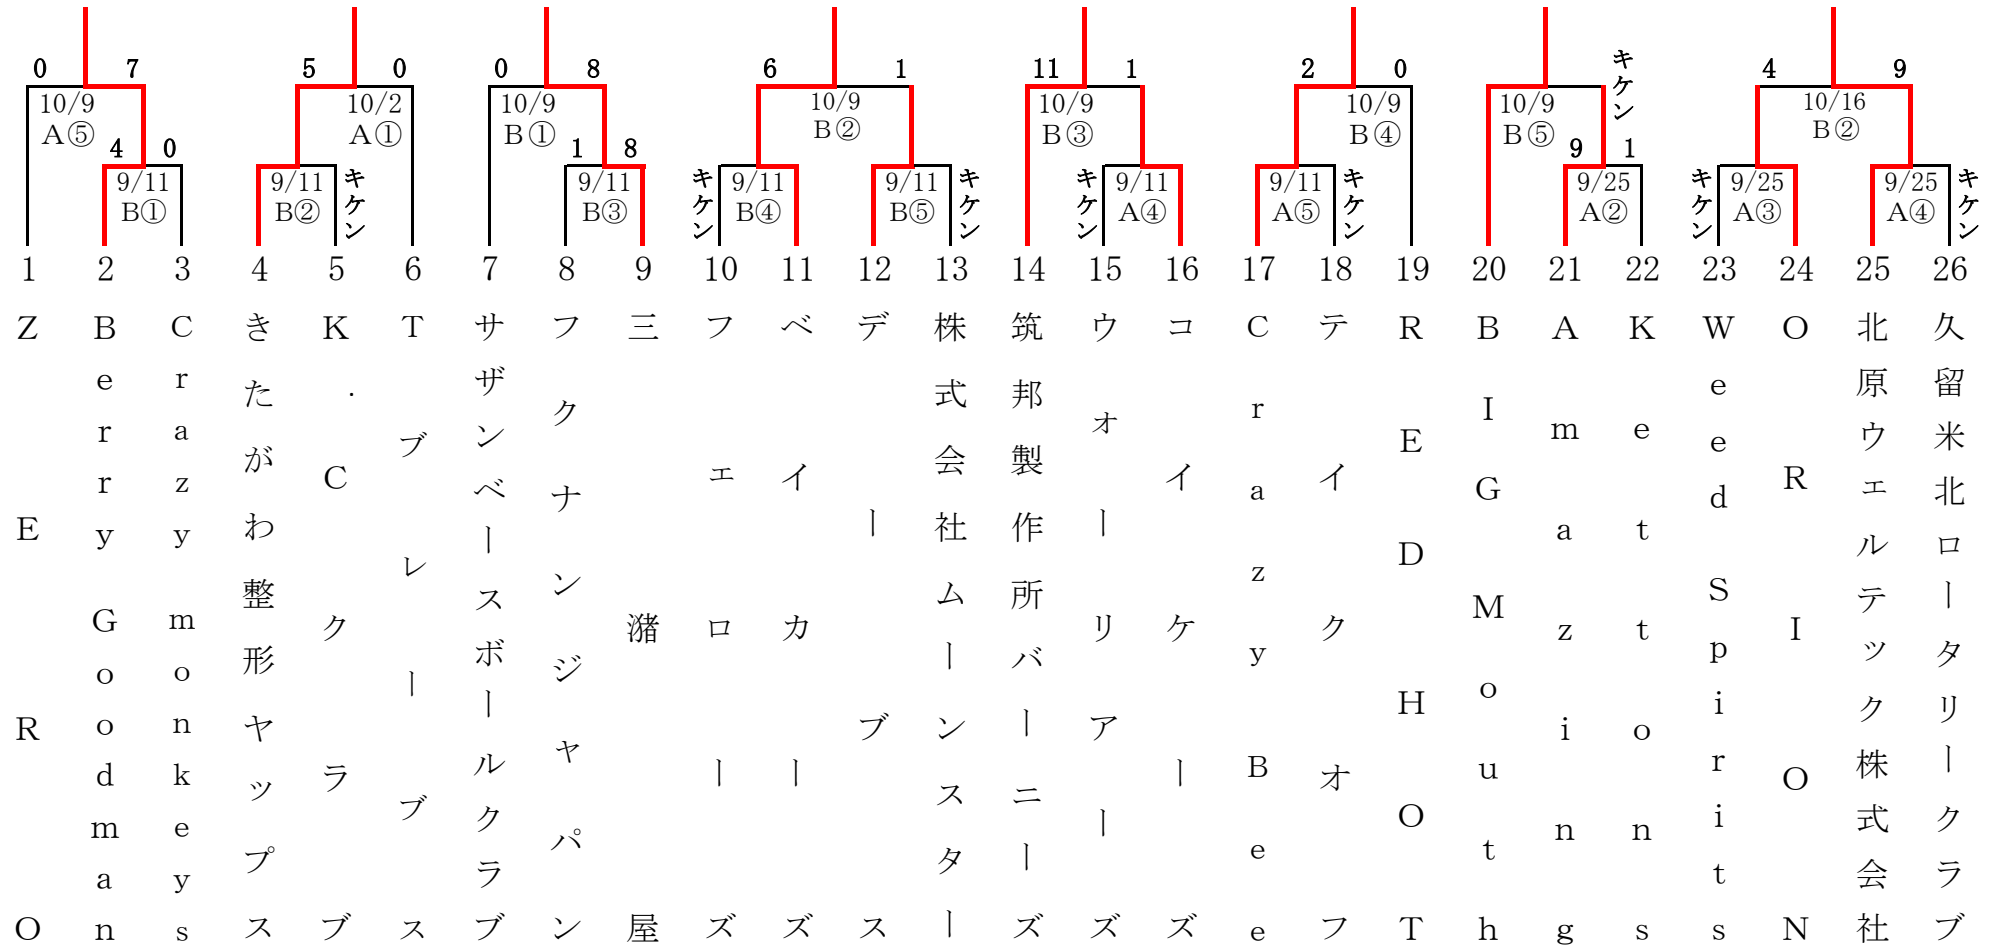 0 7 5 0 0 8 6 1 11 1 2 0 キケン 4 9
10/9 10/2 10/9 10/9 10/9 10/9 10/9 10/16
A⑤ A① B① B② B③ B④ B⑤ B②
4 0 1 8 9 1
9/11 9/11 キケン 9/11 キケン 9/11 9/11 キケン キケン 9/11 9/11 キケン 9/25 キケン 9/25 9/25 キケン
B① B② B③ B④ B⑤ A④ A⑤ A② A③ A④
1 2 3 4 5 6 7 8 9 10 11 12 13 14 15 16 17 18 19 20 21 22 23 24 25 26
ZERO
Berry Goodman
Crazy monkeys
きたがわ整形ヤップス
K.Cクラブ
Tブレーブス
サザンベースボールクラブ
フクナンジャパン
三潴屋
フェローズ
ベイカーズ
デーブス
株式会社ムーンスター
筑邦製作所バーニーズ
ウォーリアーズ
コイケーズ
Crazy Bee
テイクオフ
RED HOT
BIG Mouth
Amazings
Kettons
Weed Spirits
ORION
北原ウェルテック株式会社
久留米北ロータリークラブ